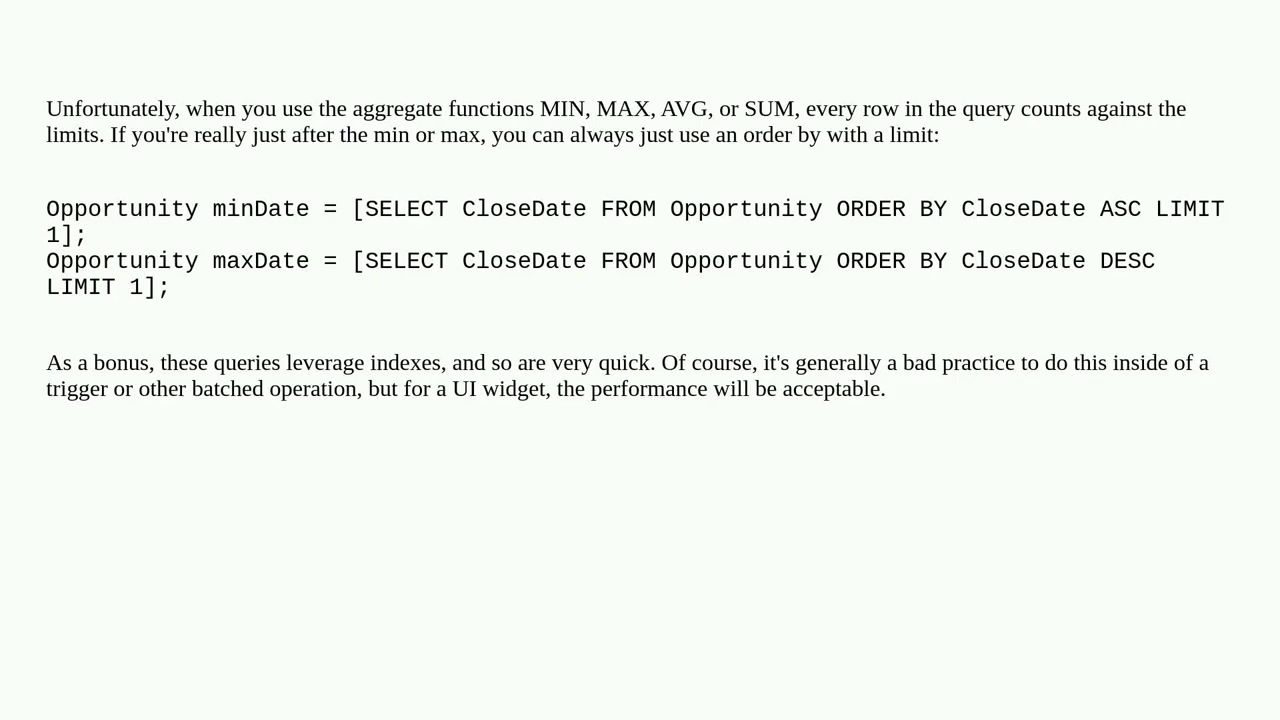 Unfortunately, when you use the aggregate functions MIN, MAX, AVG, or SUM, every row in the query counts against the
limits. If you're really just after the min or max, you can always just use an order by with a limit:
Opportunity minDate = [SELECT CloseDate FROM Opportunity ORDER BY CloseDate ASC LIMIT
1];
Opportunity maxDate = [SELECT CloseDate FROM Opportunity ORDER BY CloseDate DESC
LIMIT 1];
As a bonus, these queries leverage indexes, and so are very quick. Of course, it's generally a bad practice to do this inside of a
trigger or other batched operation, but for a UI widget, the performance will be acceptable.